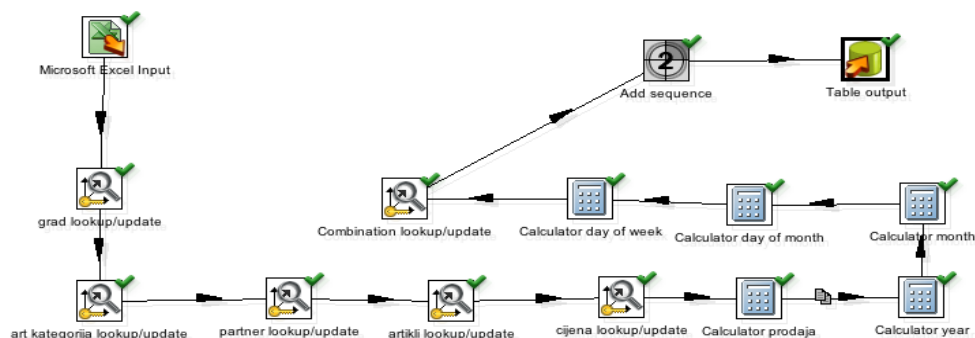 Microsoft Excel Input
2
Add sequence
Table output
grad lookup/update
Combination lookup/update
Calculator day of week
Calculator day of month
Calculator month
art kategorija lookup/update
partner lookup/update
artikli lookup/update
cijena lookup/update
Calculator prodaja
Calculator year